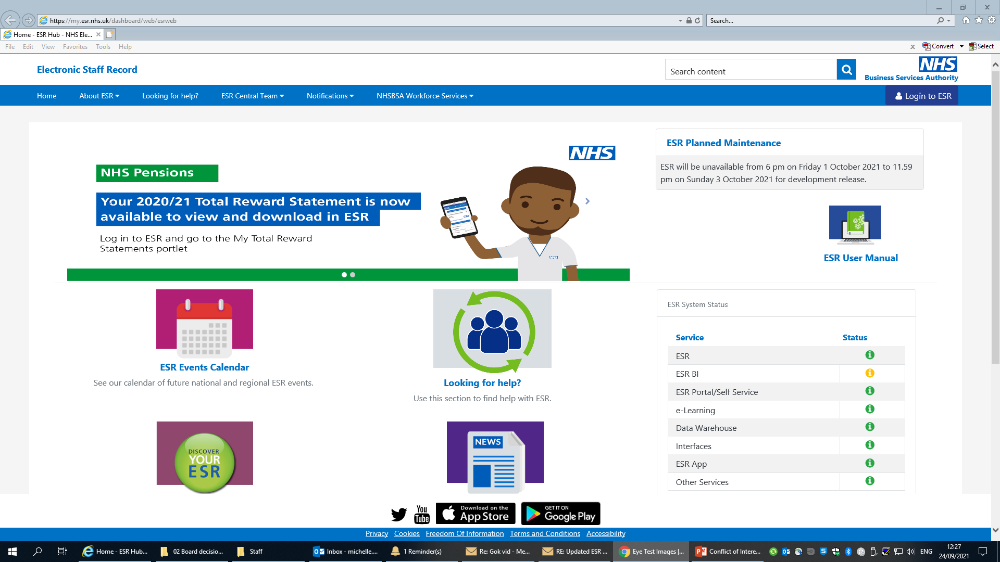 https://my.esr.nhs.uk/dashboard/web/esrweb
Search...
Home - ESR Hub - NHS Ele...
File Edit View Favorites Tools Help
Convert
Select
Electronic Staff Record
Search content
NHS
Business Services Authority
Home About ESR Looking for help? ESR Central Team Notifications NHSBSA Workforce Services
Login to ESR
NHS
NHS Pensions
Your 2020/21 Total Reward Statement is now
available to view and download in ESR
Log in to ESR and go to the My Total Reward
Statements portlet
NHS
ESR Planned Maintenance
ESR will be unavailable from 6 pm on Friday 1 October 2021 to 11.59
pm on Sunday 3 October 2021 for development release.
ESR User Manual
ESR Events Calendar
See our calendar of future national and regional ESR events.
Looking for help?
Use this section to find help with ESR.
DISCOVER
YOUR
ESR
NEWS
ESR System Status
Service Status
ESR
ESR BI
ESR Portal/Self Service
e-Learning
Data Warehouse
Interfaces
ESR App
Other Services
You
Tube
Download on the
App Store
GET IT ON
Google Play
Privacy Cookies Freedom Of Information Terms and Conditions Accessibility
Home - ESR Hub...
02 Board decisio...
Staff
Inbox - michelle....
1 Reminder(s)
Re: Gok vid - Me...
RE: Updated ESR ...
Eye Test Images |...
Conflict of Intere...
ENG
12:27
24/09/2021